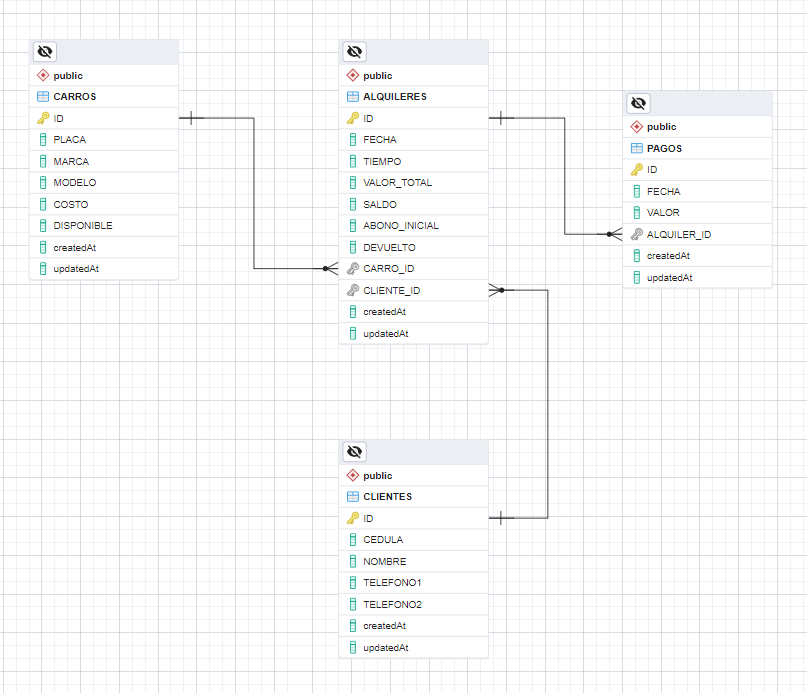 public
CARROS
ID
PLACA
MARCA
MODELO
COSTO
DISPONIBLE
createdAt
updatedAt
public
ALQUILERES
ID
FECHA
TIEMPO
VALOR_TOTAL
SALDO
ABONO_INICIAL
DEVUELTO
CARRO_ID
CLIENTE_ID
createdAt
updatedAt
public
PAGOS
ID
FECHA
VALOR
ALQUILER_ID
createdAt
updatedAt
public
CLIENTES
ID
CEDULA
NOMBRE
TELEFONO1
TELEFONO2
createdAt
updatedAt